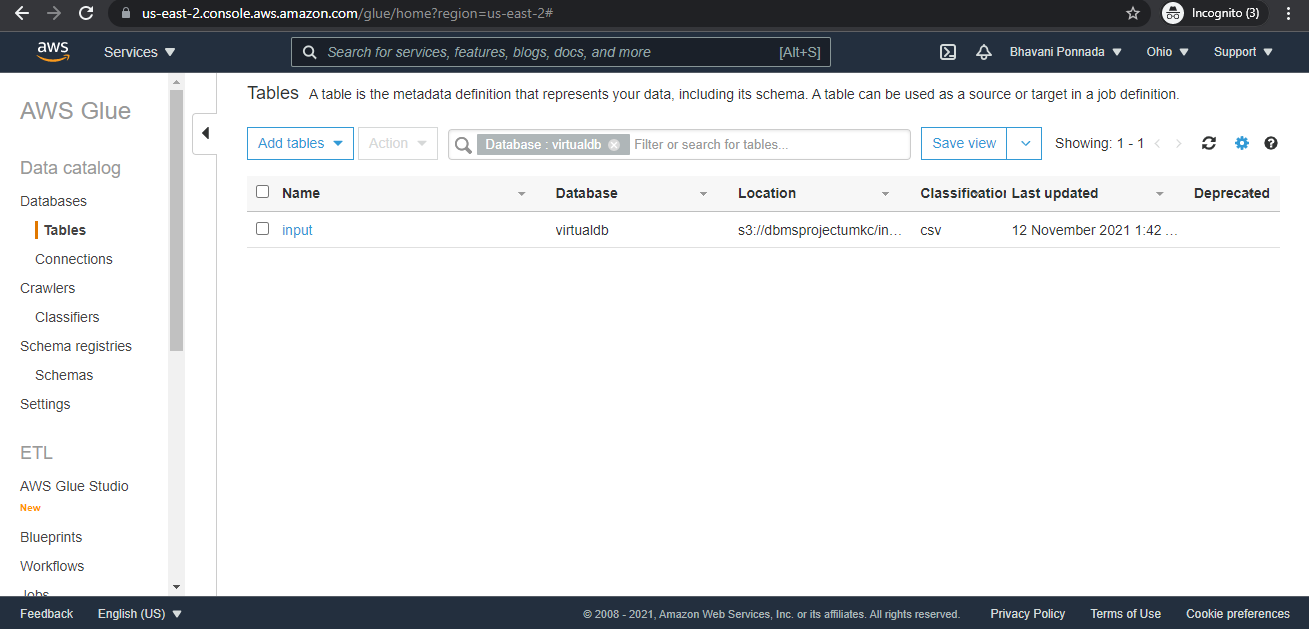 us-east-2.console.aws.amazon.com/glue/home?region=us-east-2#
Incognito (3)
aws
Services
Search for services, features, blogs, docs, and more
[Alt+S]
Bhavani Ponnada
Ohio
Support
AWS Glue
Data catalog
Databases
Tables
Connections
Crawlers
Classifiers
Schema registries
Schemas
Settings
ETL
AWS Glue Studio
New
Blueprints
Workflows
Jobs
Tables A table is the metadata definition that represents your data, including its schema. A table can be used as a source or target in a job definition.
Add tables
Action
Database : virtualdb
Filter or search for tables...
Save view
Showing: 1 - 1
Name Database Location Classification Last updated Deprecated
input virtualdb s3://dbmsprojectumkc/in... csv 12 November 2021 1:42 ...
Feedback English (US) © 2008 - 2021, Amazon Web Services, Inc. or its affiliates. All rights reserved. Privacy Policy Terms of Use Cookie preferences